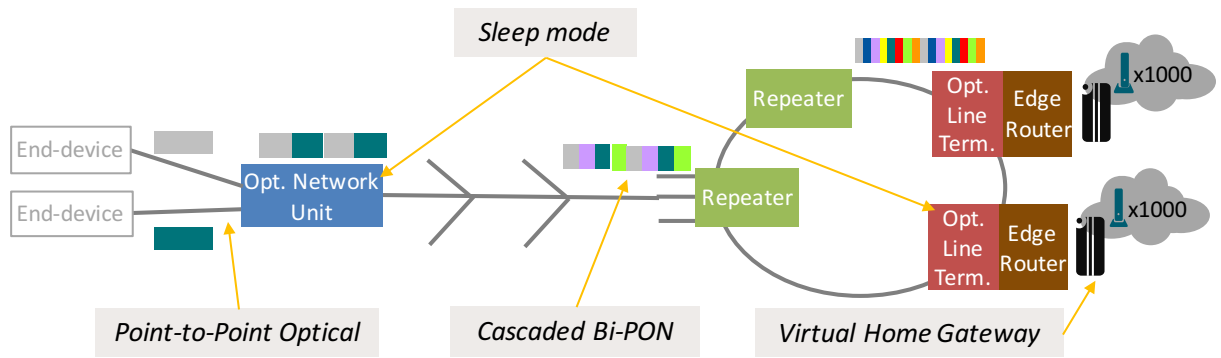 Sleep mode
End-device
End-device
Opt. Network
Unit
Repeater
Repeater
Opt.
Line
Term.
Edge
Router
x1000
Opt.
Line
Term.
Edge
Router
x1000
Point-to-Point Optical
Cascaded Bi-PON
Virtual Home Gateway